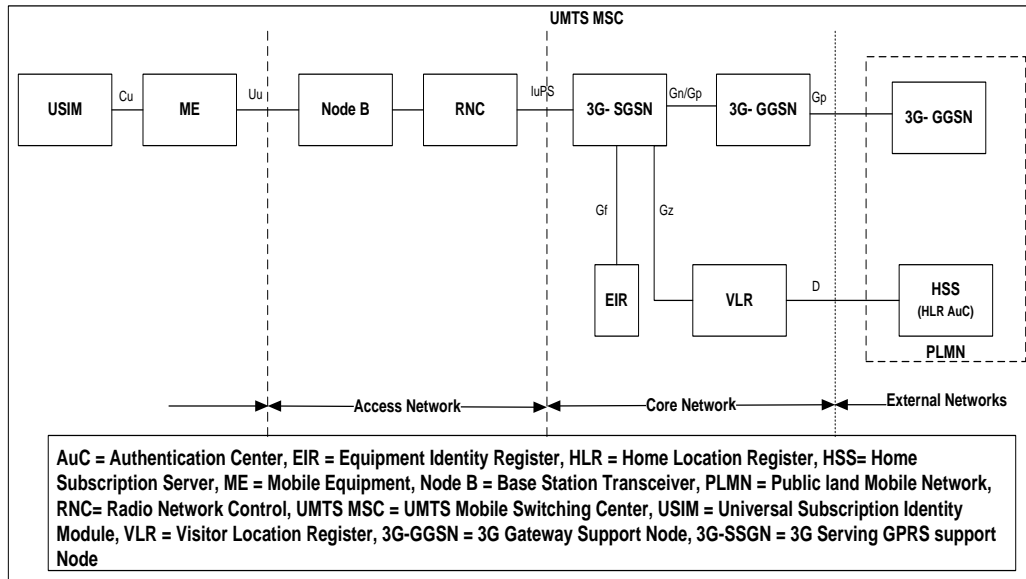 UMTS MSC
USIM
Cu
ME
Uu
Node B
RNC
IuPS
3G- SGSN
Gn/Gp
3G- GGSN
Gp
3G- GGSN
Gf
Gz
EIR
VLR
D
HSS
(HLR AuC)
PLMN
Access Network
Core Network
External Networks
AuC = Authentication Center, EIR = Equipment Identity Register, HLR = Home Location Register, HSS= Home
Subscription Server, ME = Mobile Equipment, Node B = Base Station Transceiver, PLMN = Public land Mobile Network,
RNC= Radio Network Control, UMTS MSC = UMTS Mobile Switching Center, USIM = Universal Subscription Identity
Module, VLR = Visitor Location Register, 3G-GGSN = 3G Gateway Support Node, 3G-SSGN = 3G Serving GPRS support
Node